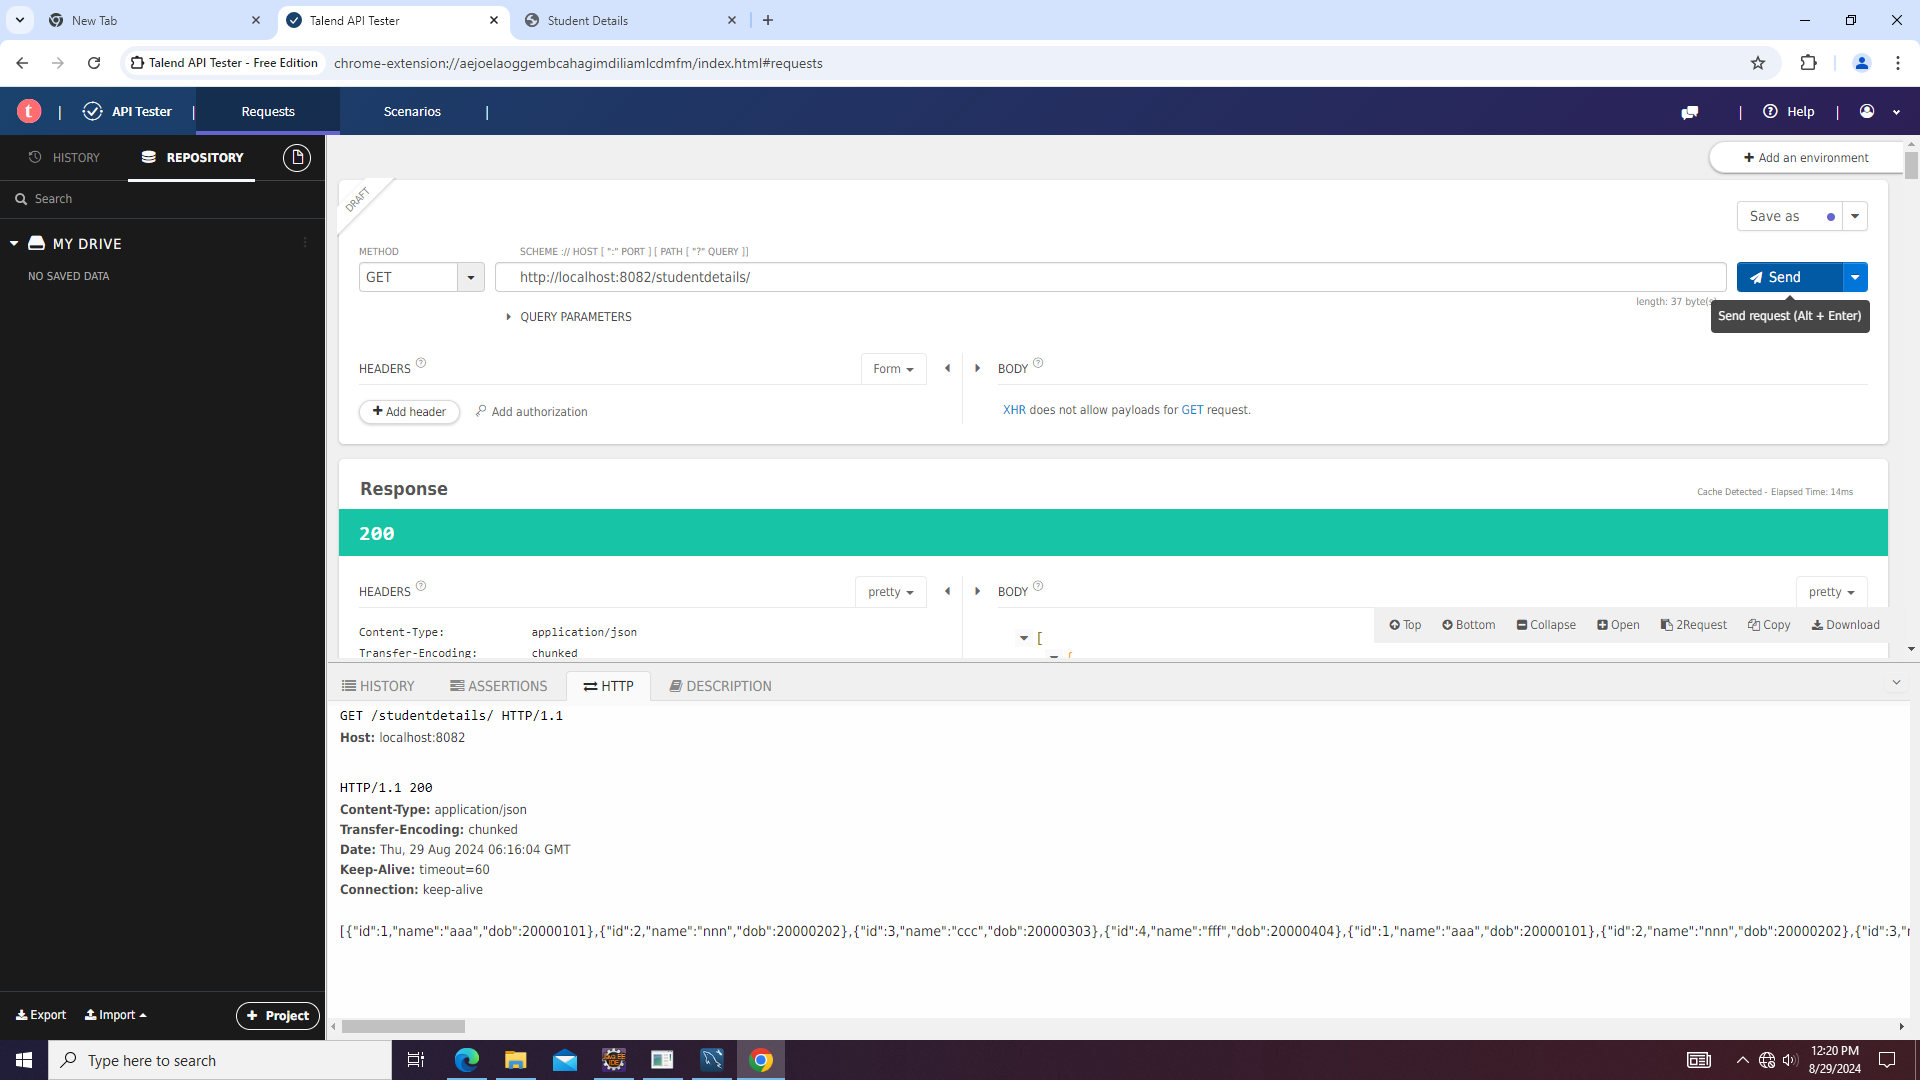 New Tab
Talend API Tester
Student Details
Talend API Tester - Free Edition
chrome-extension://aejoelaoggembcahagimdiliamlcdmfm/index.html#requests
t | API Tester | Requests Scenarios |
| Help |
HISTORY REPOSITORY
Add an environment
Search
DRAFT
Save as
MY DRIVE
METHOD SCHEME :// HOST [ ":" PORT ] [ PATH [ "?" QUERY ]]
NO SAVED DATA
GET http://localhost:8082/studentdetails/ Send
length: 37 byte(s)
QUERY PARAMETERS
Send request (Alt + Enter)
HEADERS ? Form BODY ?
Add header Add authorization
XHR does not allow payloads for GET request.
Response
Cache Detected - Elapsed Time: 14ms
200
HEADERS ? pretty BODY ? pretty
Top Bottom Collapse Open 2Request Copy Download
Content-Type: application/json
[
Transfer-Encoding: chunked
{
HISTORY ASSERTIONS HTTP DESCRIPTION
GET /studentdetails/ HTTP/1.1
Host: localhost:8082
HTTP/1.1 200
Content-Type: application/json
Transfer-Encoding: chunked
Date: Thu, 29 Aug 2024 06:16:04 GMT
Keep-Alive: timeout=60
Connection: keep-alive
[{"id":1,"name":"aaa","dob":20000101},{"id":2,"name":"nnn","dob":20000202},{"id":3,"name":"ccc","dob":20000303},{"id":4,"name":"fff","dob":20000404},{"id":1,"name":"aaa","dob":20000101},{"id":2,"name":"nnn","dob":20000202},{"id":3,"
Export Import Project
Type here to search
12:20 PM
8/29/2024